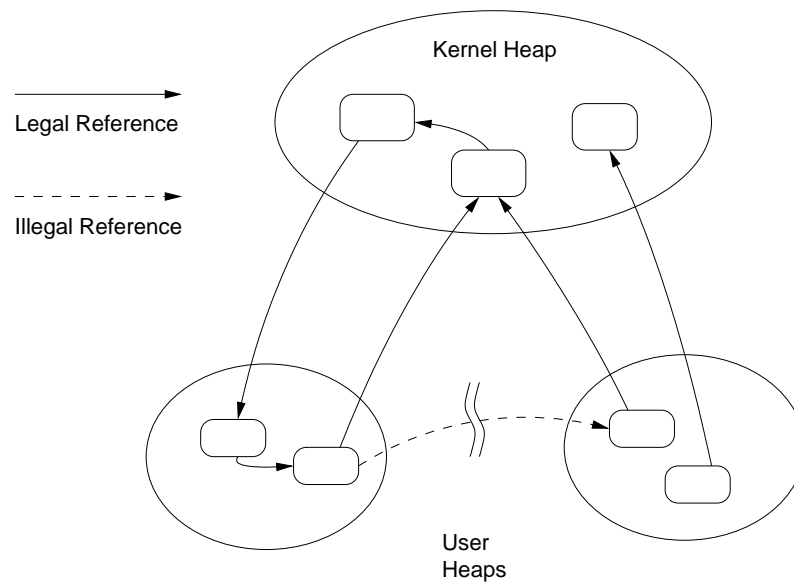 Kernel Heap
Legal Reference
Illegal Reference
User
Heaps